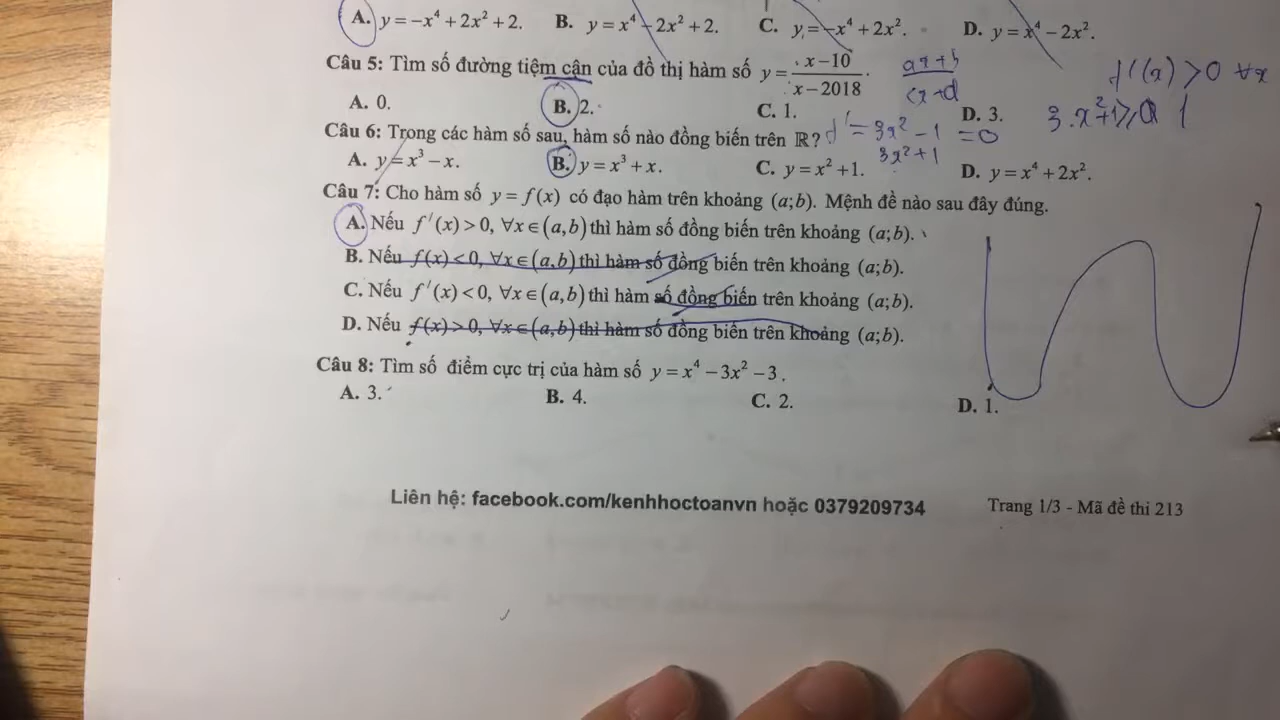 A. y = −x⁴ + 2x² + 2. B. y = x⁴ − 2x² + 2. C. y = −x⁴ + 2x². D. y = x⁴ − 2x².
Câu 5: Tìm số đường tiệm cận của đồ thị hàm số y = (x−10)/(x−2018). (ax+b)/(cx+d) f'(x) > 0 ∀x
A. 0. B. 2. C. 1. D. 3. 3.x²+1 ≥ 1
Câu 6: Trong các hàm số sau, hàm số nào đồng biến trên ℝ? = 3x² − 1 = 0
3x² + 1
A. y = x³ − x. B. y = x³ + x. C. y = x² + 1. D. y = x⁴ + 2x².
Câu 7: Cho hàm số y = f(x) có đạo hàm trên khoảng (a;b). Mệnh đề nào sau đây đúng.
A. Nếu f'(x) > 0, ∀x ∈ (a,b) thì hàm số đồng biến trên khoảng (a;b).
B. Nếu f(x) < 0, ∀x ∈ (a,b) thì hàm số đồng biến trên khoảng (a;b).
C. Nếu f'(x) < 0, ∀x ∈ (a,b) thì hàm số đồng biến trên khoảng (a;b).
D. Nếu f(x) > 0, ∀x ∈ (a,b) thì hàm số đồng biến trên khoảng (a;b).
Câu 8: Tìm số điểm cực trị của hàm số y = x⁴ − 3x² − 3.
A. 3. B. 4. C. 2. D. 1.
Liên hệ: facebook.com/kenhhoctoanvn hoặc 0379209734 Trang 1/3 - Mã đề thi 213